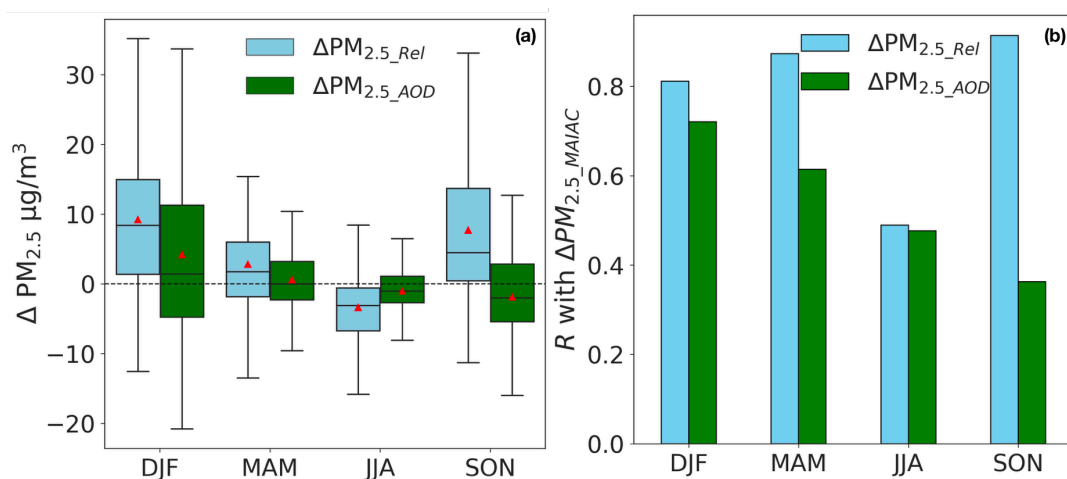 (a)
ΔPM2.5_Rel
ΔPM2.5_AOD
Δ PM2.5 μg/m³
30
20
10
0
−10
−20
DJF MAM JJA SON
(b)
ΔPM2.5_Rel
ΔPM2.5_AOD
R with ΔPM2.5_MAIAC
0.8
0.6
0.4
0.2
0.0
DJF MAM JJA SON